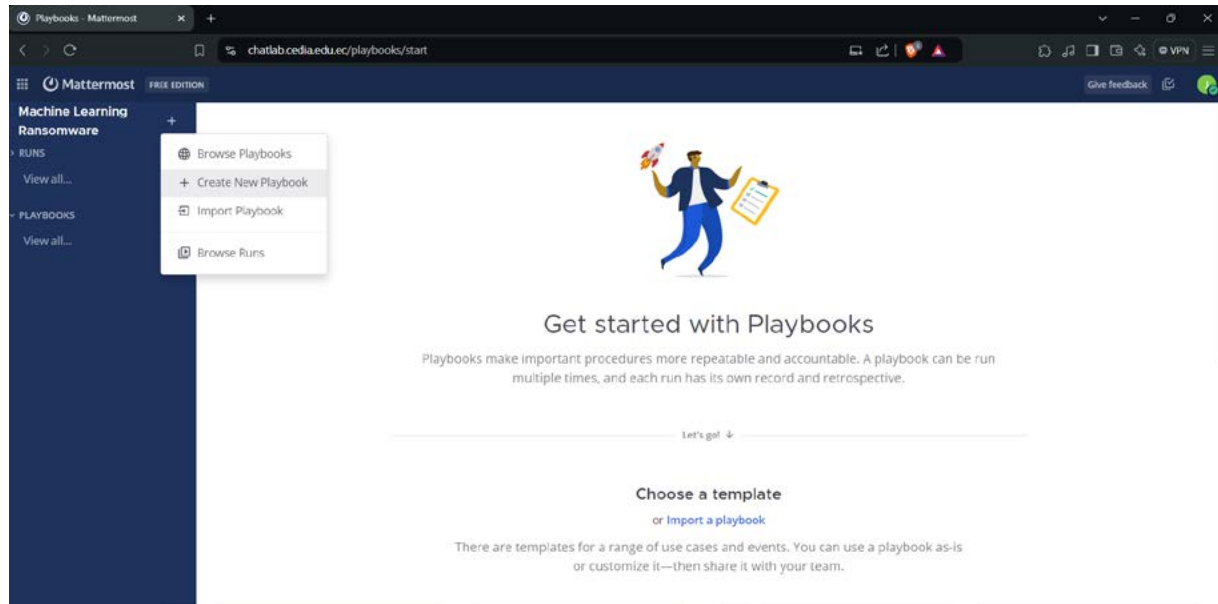 Playbooks - Mattermost
chatlab.cedia.edu.ec/playbooks/start
VPN
Mattermost FREE EDITION
Give feedback
Machine Learning
Ransomware
RUNS
View all...
PLAYBOOKS
View all...
Browse Playbooks
Create New Playbook
Import Playbook
Browse Runs
Get started with Playbooks
Playbooks make important procedures more repeatable and accountable. A playbook can be run
multiple times, and each run has its own record and retrospective.
Let's go!
Choose a template
or Import a playbook
There are templates for a range of use cases and events. You can use a playbook as-is
or customize it—then share it with your team.